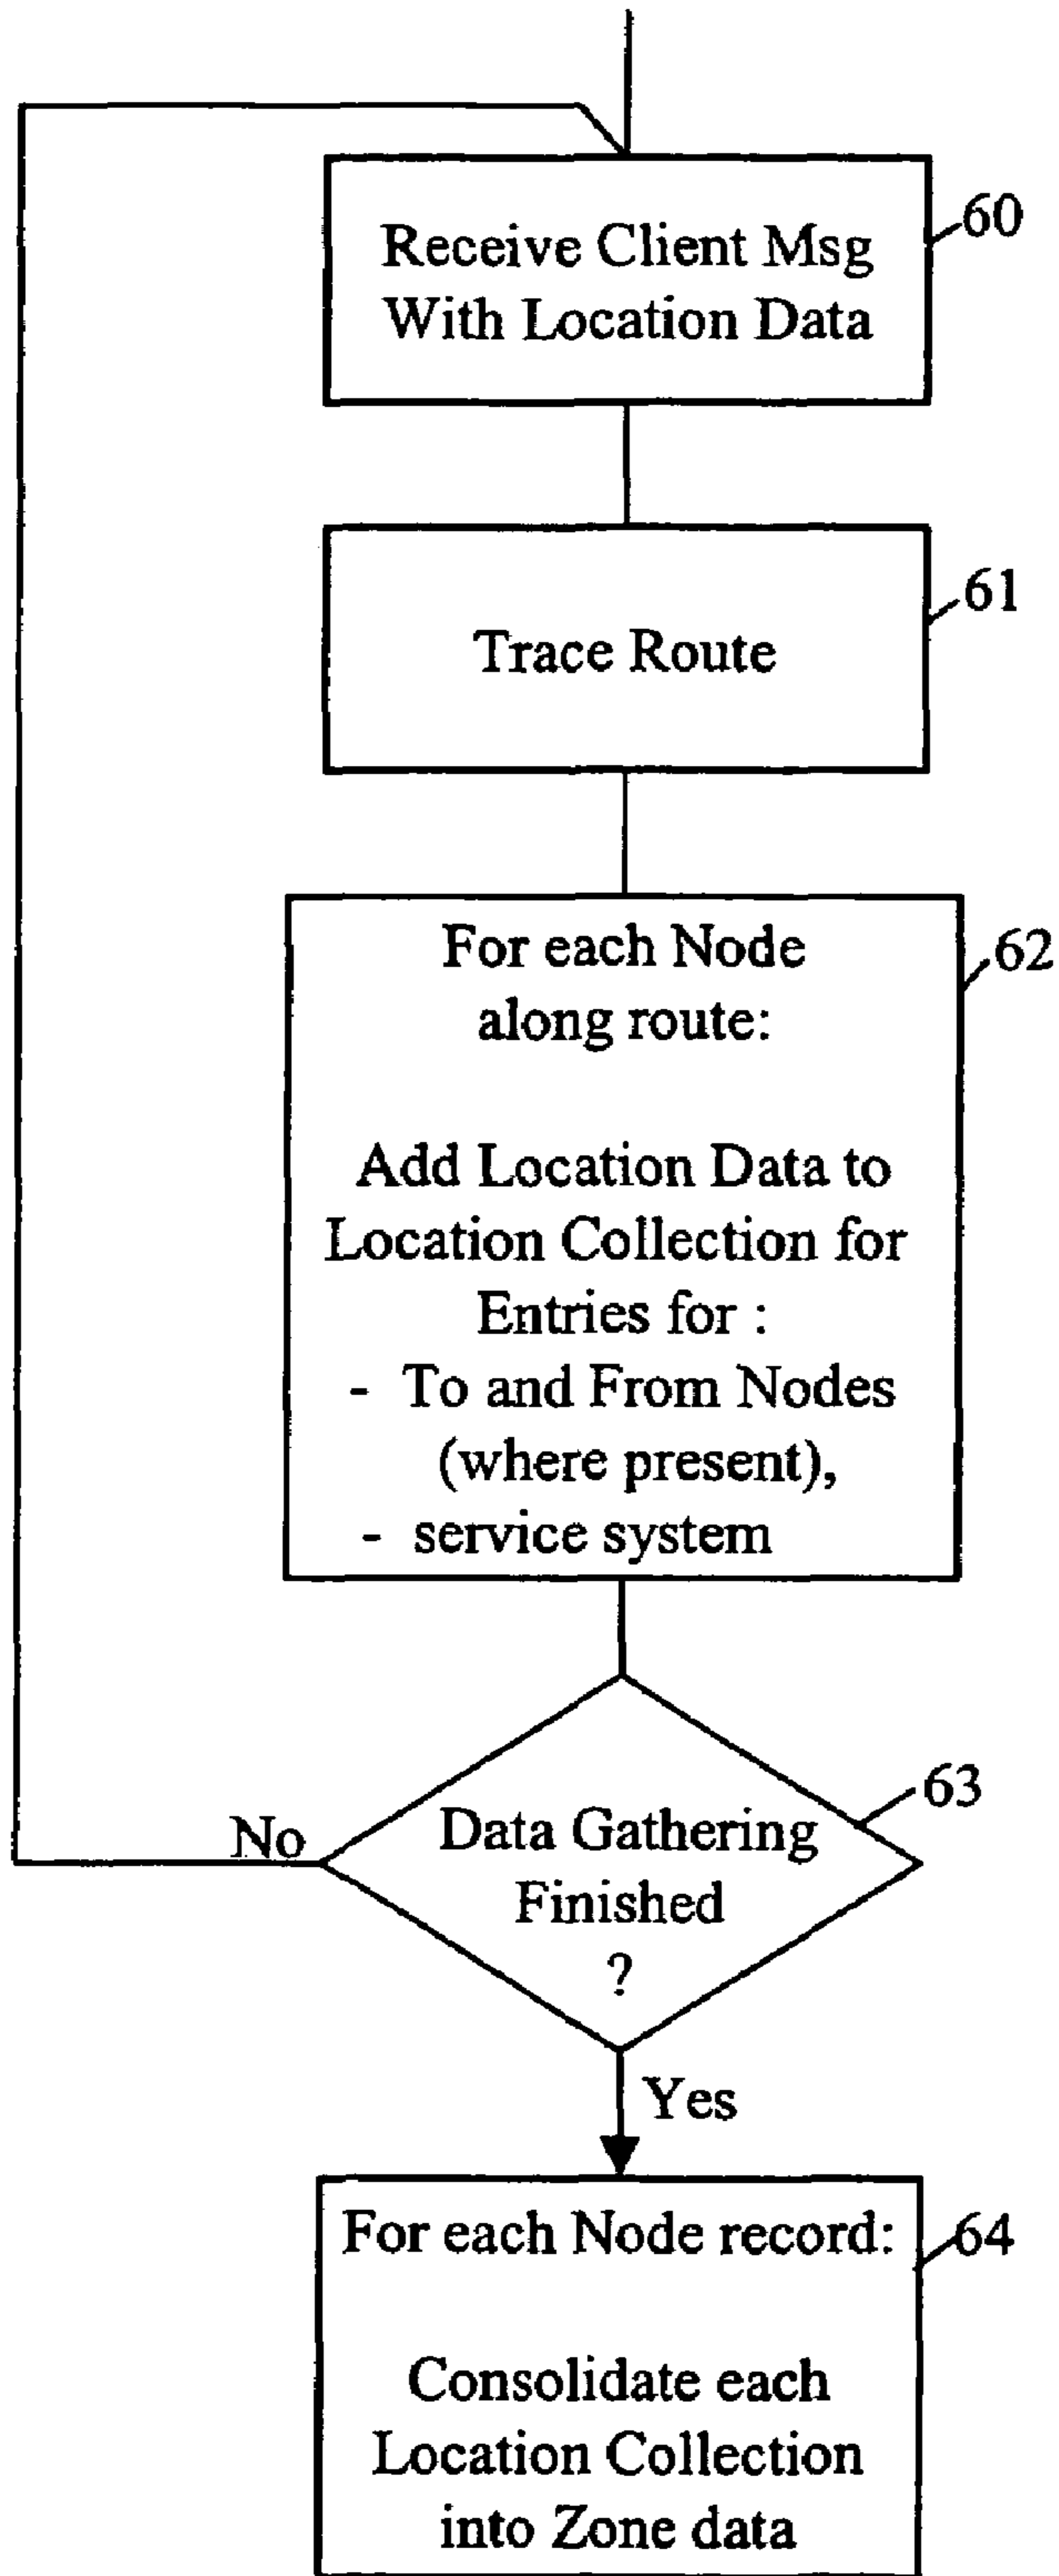 60
Receive Client Msg
With Location Data
61
Trace Route
62
For each Node
along route:
Add Location Data to
Location Collection for
Entries for :
- To and From Nodes
(where present),
- service system
63
No
Data Gathering
Finished
?
Yes
For each Node record:
64
Consolidate each
Location Collection
into Zone data